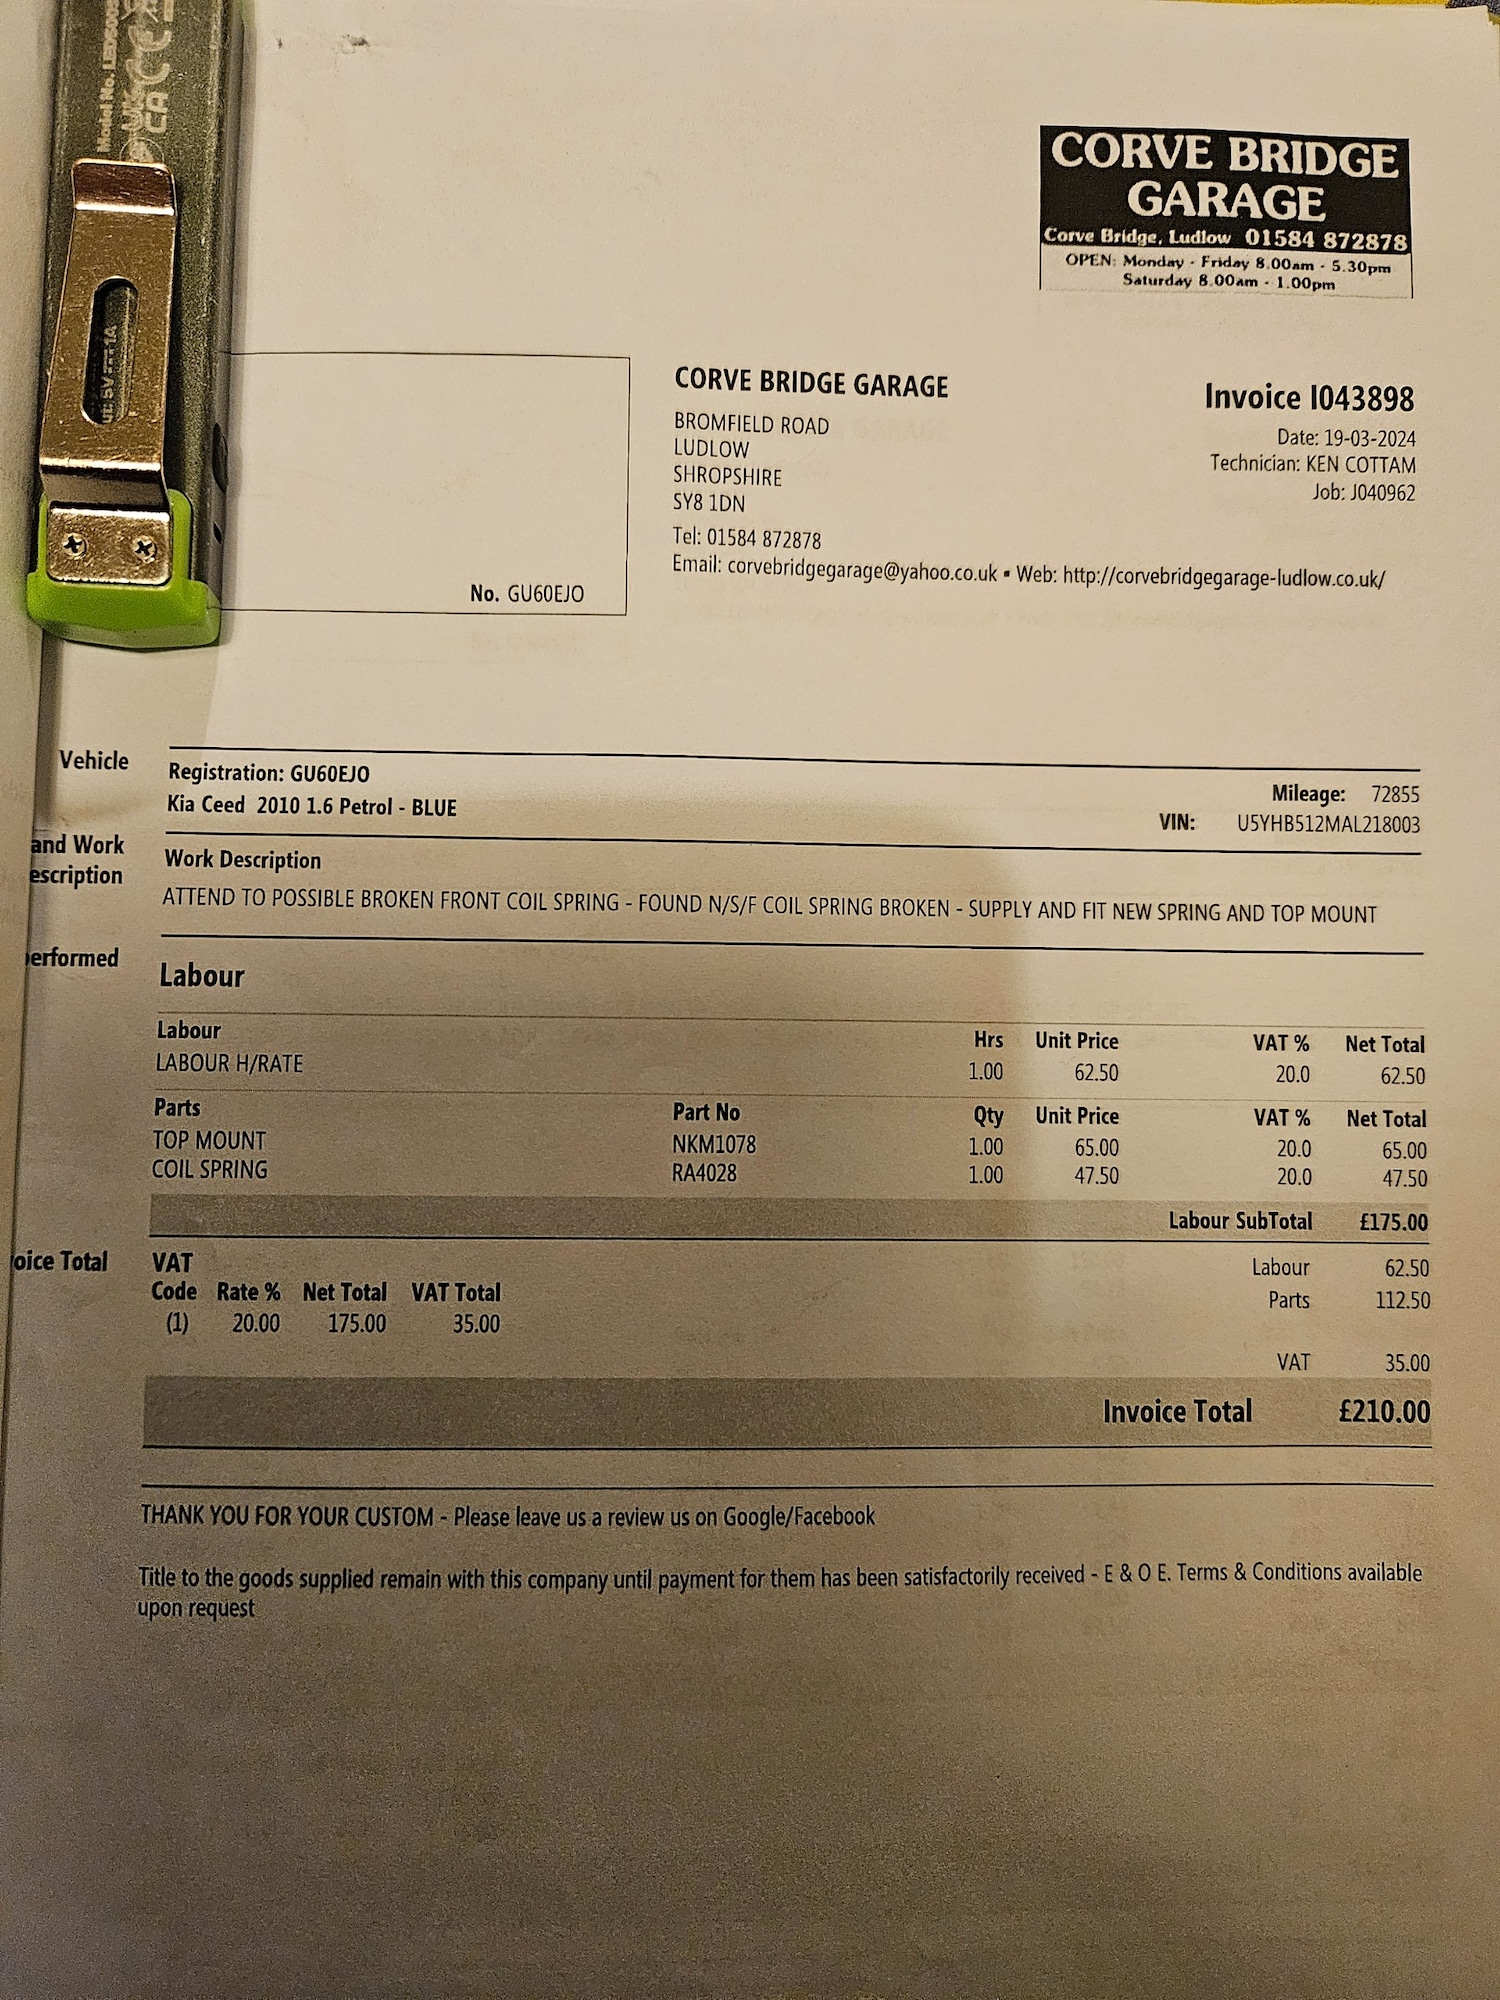 Model No. LED500
UK
CA CE
5V 1A
CORVE BRIDGE
GARAGE
Corve Bridge, Ludlow 01584 872878
OPEN: Monday - Friday 8.00am - 5.30pm
Saturday 8.00am - 1.00pm
No. GU60EJO
CORVE BRIDGE GARAGE
BROMFIELD ROAD
LUDLOW
SHROPSHIRE
SY8 1DN
Tel: 01584 872878
Email: corvebridgegarage@yahoo.co.uk ▪ Web: http://corvebridgegarage-ludlow.co.uk/
Invoice I043898
Date: 19-03-2024
Technician: KEN COTTAM
Job: J040962
Vehicle
Registration: GU60EJO
Kia Ceed 2010 1.6 Petrol - BLUE
Mileage: 72855
VIN: U5YHB512MAL218003
and Work
escription
Work Description
ATTEND TO POSSIBLE BROKEN FRONT COIL SPRING - FOUND N/S/F COIL SPRING BROKEN - SUPPLY AND FIT NEW SPRING AND TOP MOUNT
erformed
Labour
Labour Hrs Unit Price VAT % Net Total
LABOUR H/RATE 1.00 62.50 20.0 62.50
Parts Part No Qty Unit Price VAT % Net Total
TOP MOUNT NKM1078 1.00 65.00 20.0 65.00
COIL SPRING RA4028 1.00 47.50 20.0 47.50
Labour SubTotal £175.00
oice Total
VAT
Code Rate % Net Total VAT Total
(1) 20.00 175.00 35.00
Labour 62.50
Parts 112.50
VAT 35.00
Invoice Total £210.00
THANK YOU FOR YOUR CUSTOM - Please leave us a review us on Google/Facebook
Title to the goods supplied remain with this company until payment for them has been satisfactorily received - E & O E. Terms & Conditions available
upon request